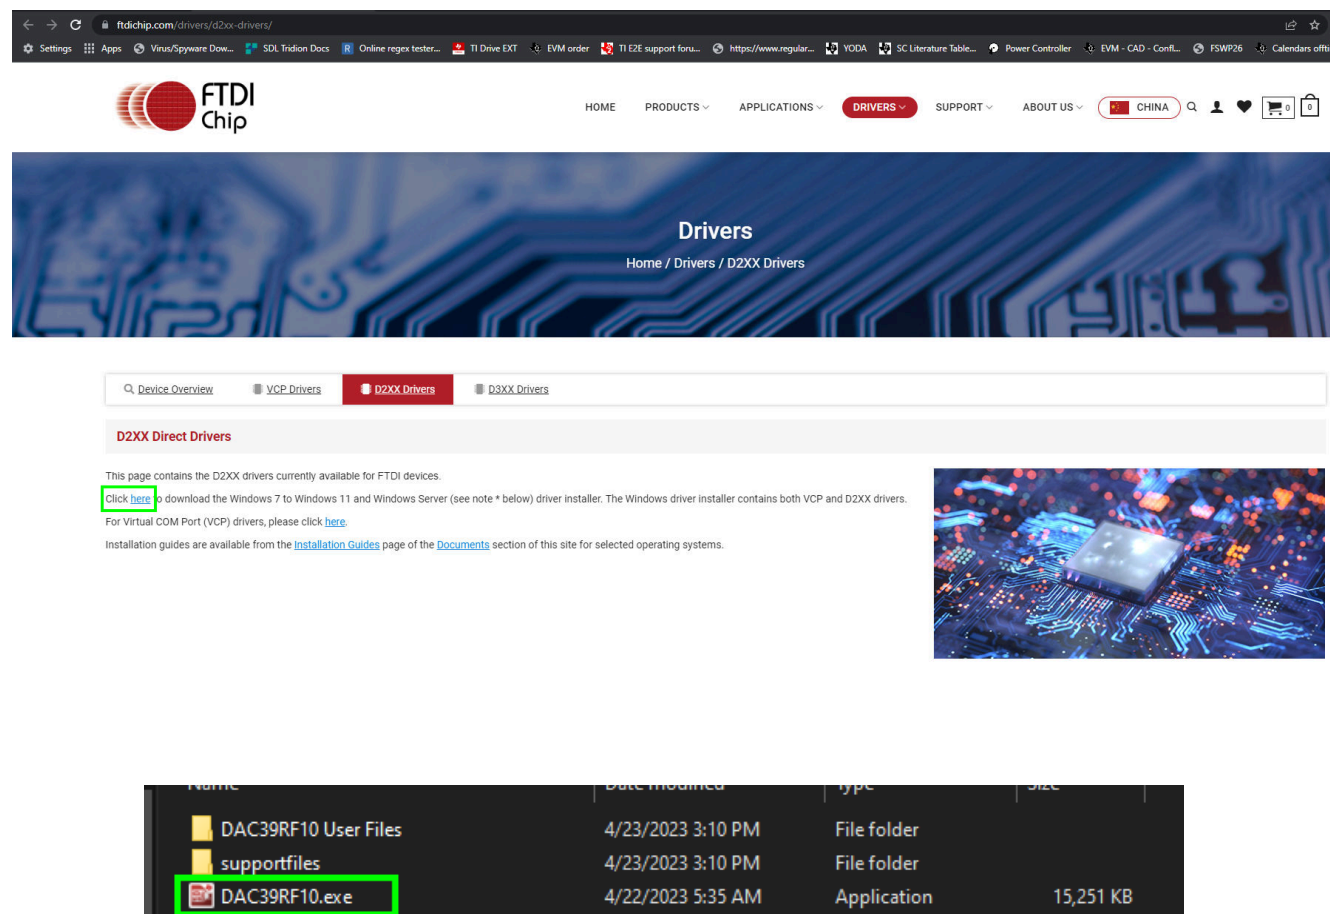 ftdichip.com/drivers/d2xx-drivers/
Settings Apps Virus/Spyware Dow... SDL Tridion Docs R Online regex tester... TI Drive EXT EVM order TI E2E support foru... https://www.regular... YODA SC Literature Table... Power Controller EVM - CAD - Confl... FSWP26 Calendars offti
FTDI
Chip
HOME PRODUCTS APPLICATIONS DRIVERS SUPPORT ABOUT US CHINA 0 0
Drivers
Home / Drivers / D2XX Drivers
Device Overview VCP Drivers D2XX Drivers D3XX Drivers
D2XX Direct Drivers
This page contains the D2XX drivers currently available for FTDI devices.
Click here to download the Windows 7 to Windows 11 and Windows Server (see note * below) driver installer. The Windows driver installer contains both VCP and D2XX drivers.
For Virtual COM Port (VCP) drivers, please click here.
Installation guides are available from the Installation Guides page of the Documents section of this site for selected operating systems.
Name Date modified Type Size
DAC39RF10 User Files 4/23/2023 3:10 PM File folder
supportfiles 4/23/2023 3:10 PM File folder
DAC39RF10.exe 4/22/2023 5:35 AM Application 15,251 KB